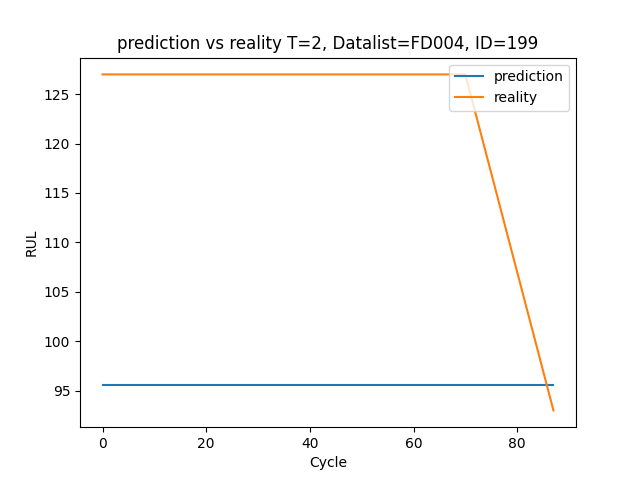 prediction vs reality T=2, Datalist=FD004, ID=199
prediction
reality
RUL
125
120
115
110
105
100
95
0 20 40 60 80
Cycle